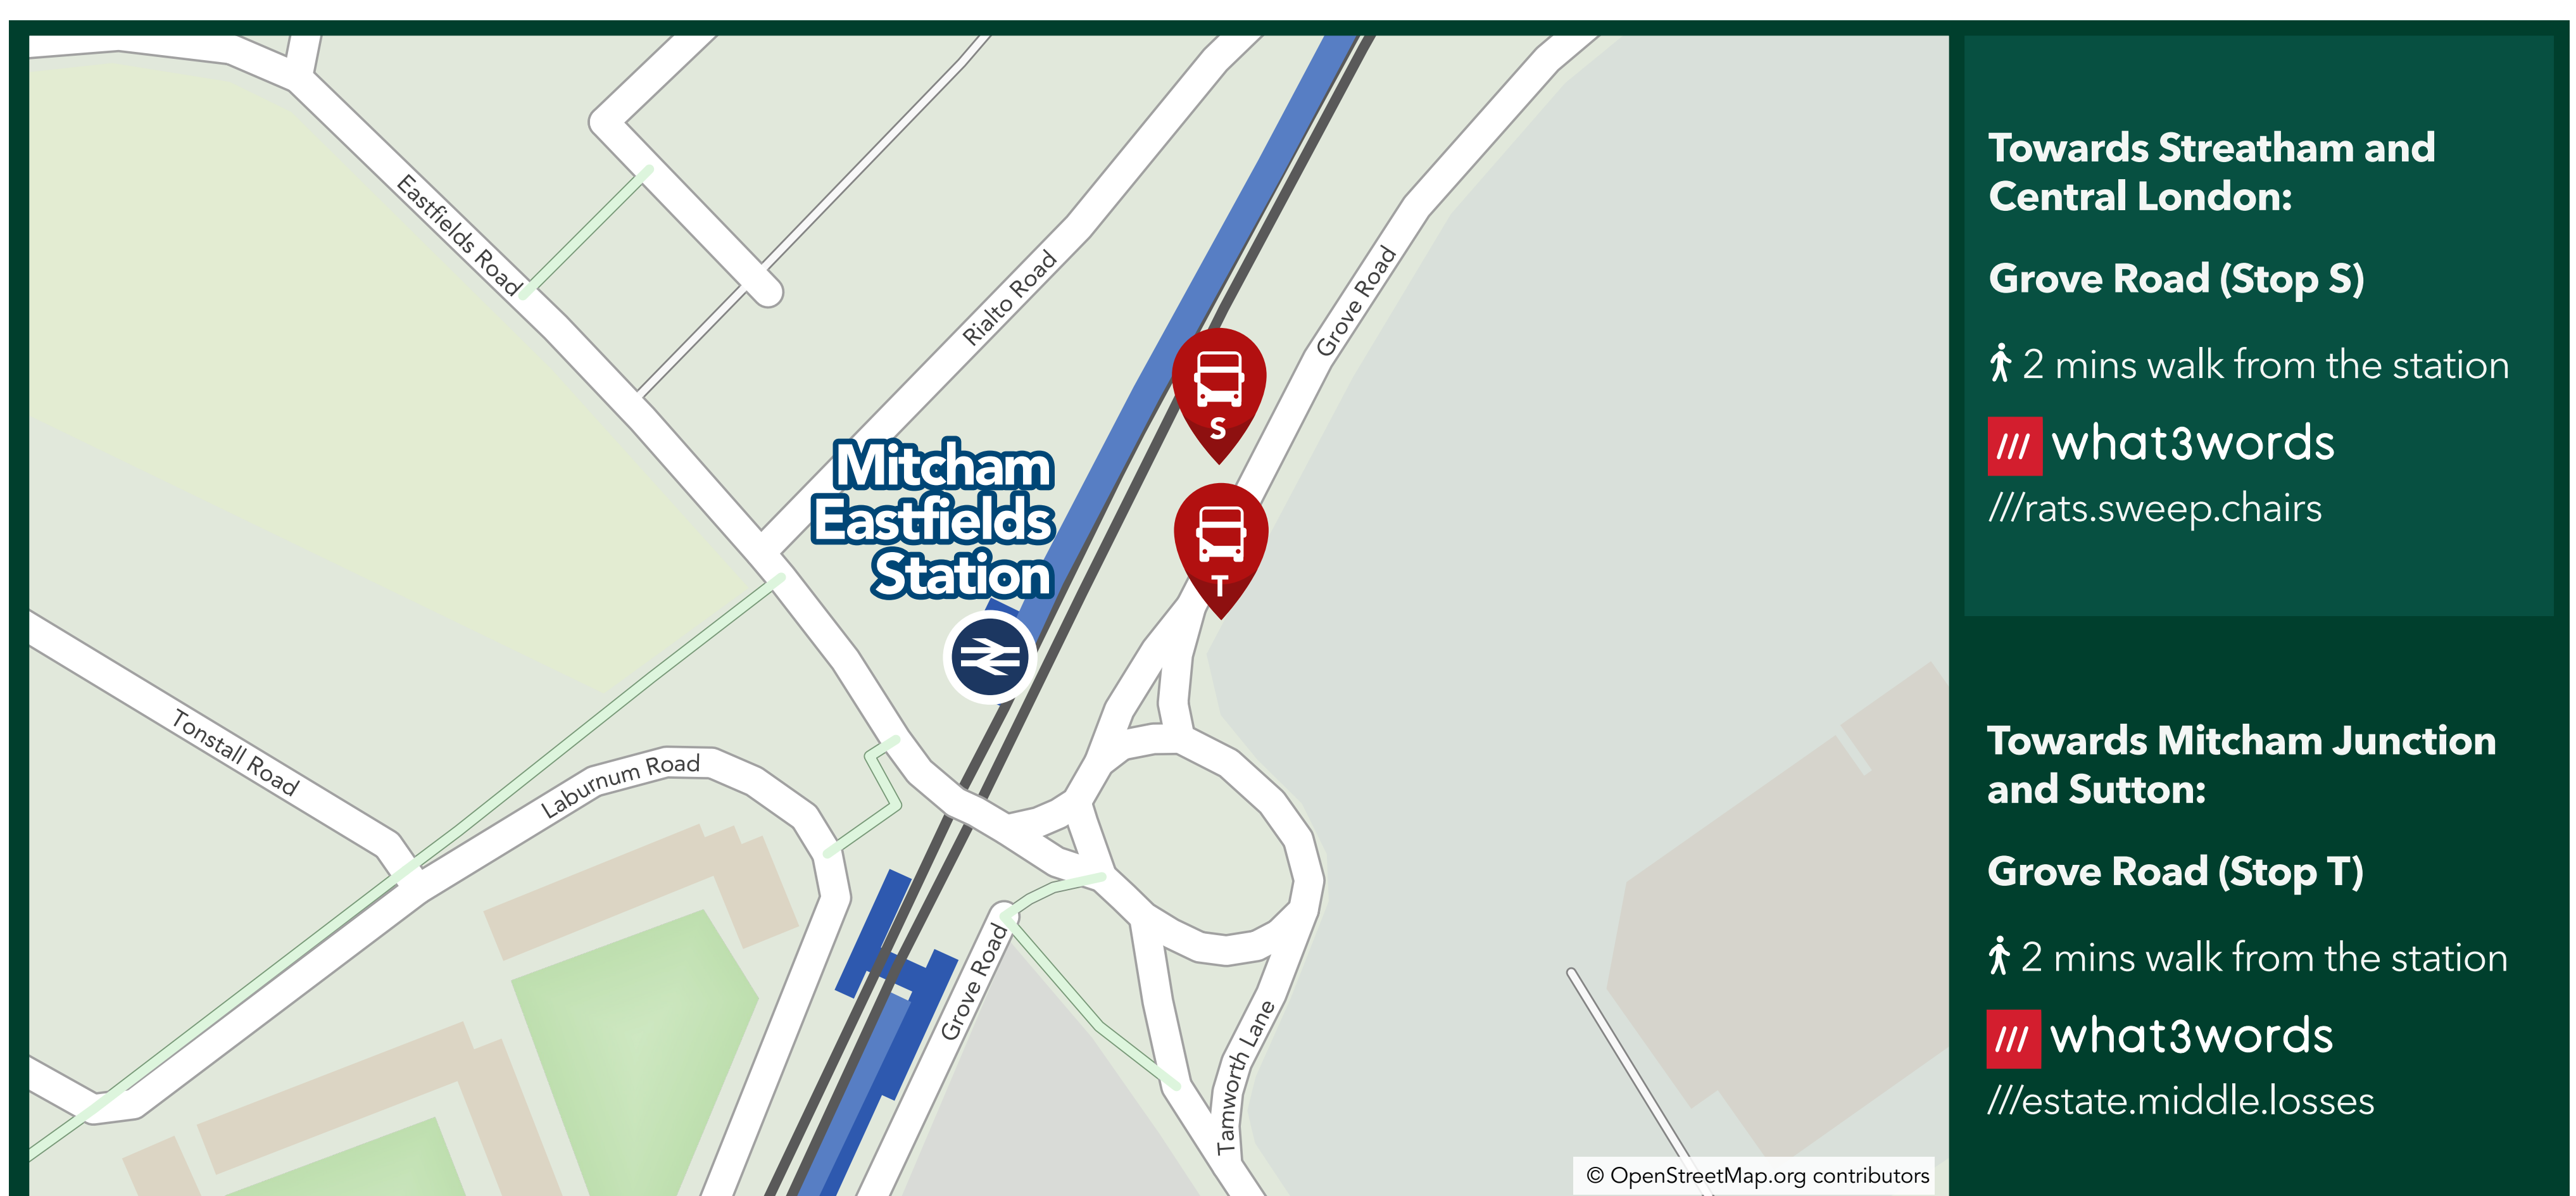 Eastfields Road
Rialto Road
Grove Road
S
T
Mitcham
Eastfields
Station
Tonstall Road
Laburnum Road
Grove Road
Tamworth Lane
© OpenStreetMap.org contributors
Towards Streatham and
Central London:
Grove Road (Stop S)
2 mins walk from the station
what3words
///rats.sweep.chairs
Towards Mitcham Junction
and Sutton:
Grove Road (Stop T)
2 mins walk from the station
what3words
///estate.middle.losses